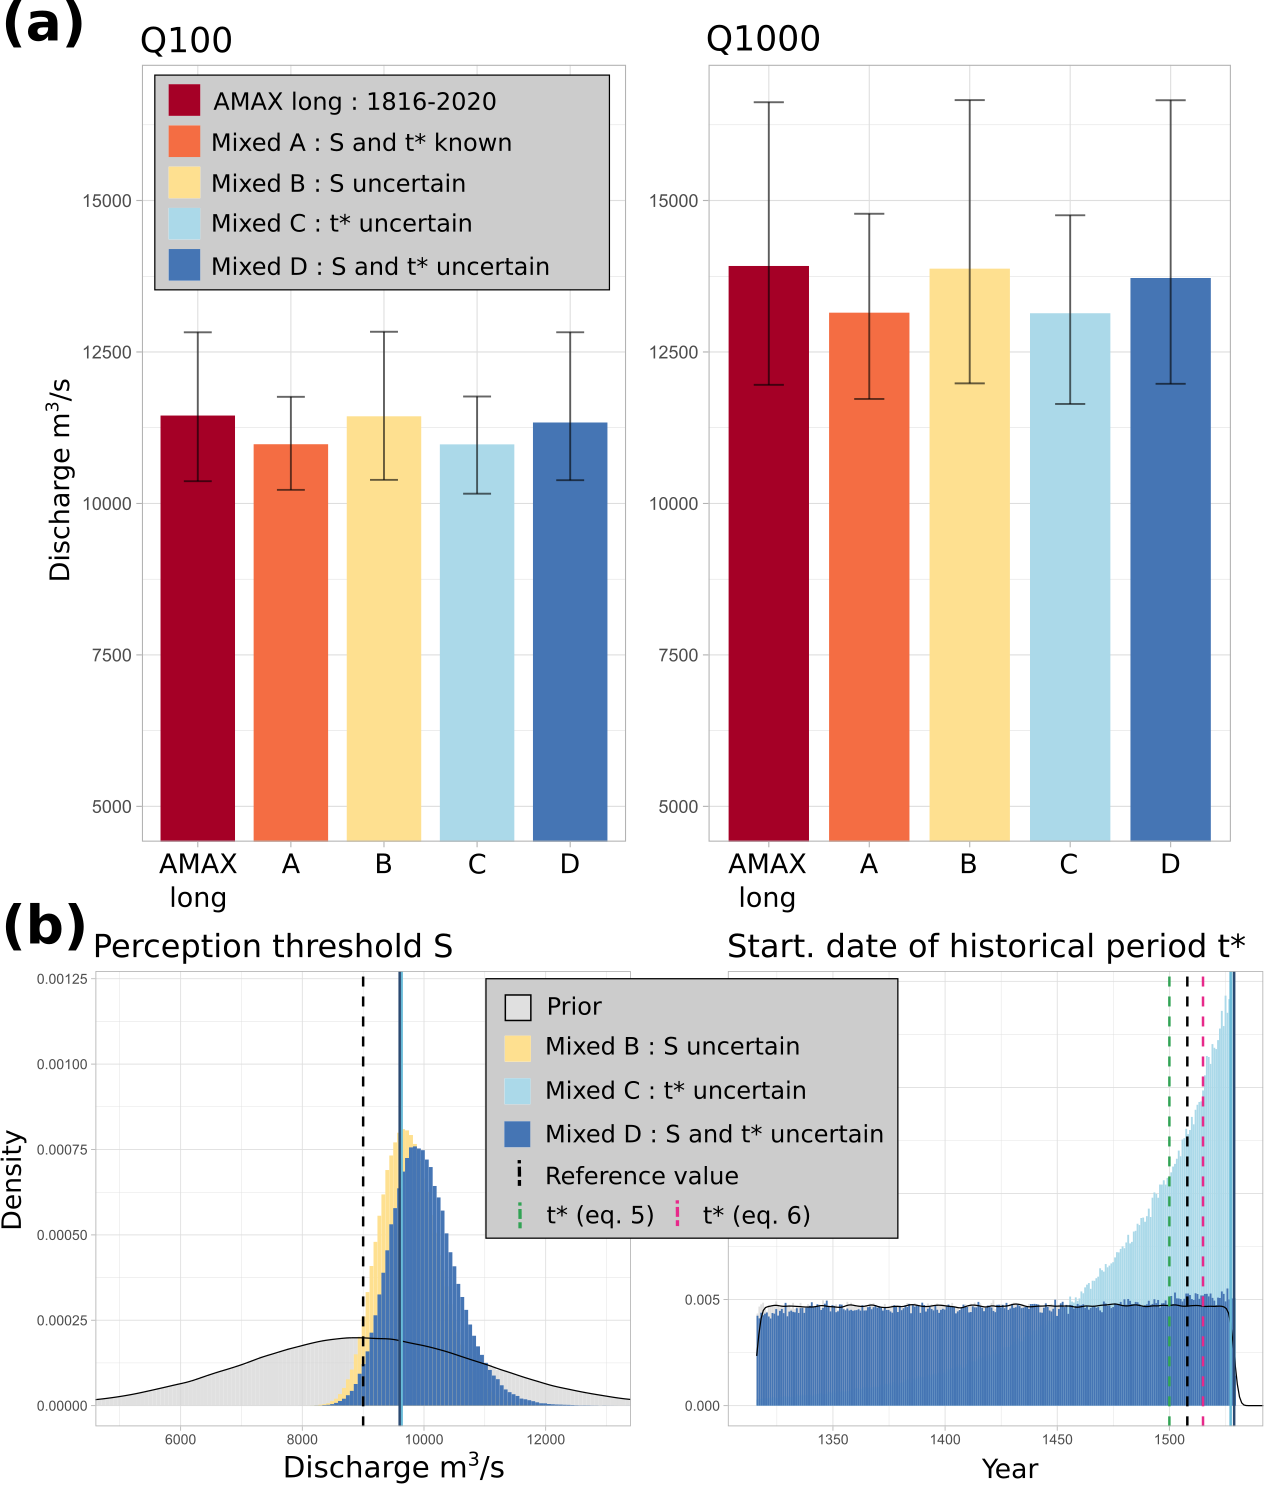 (a)
Q100
Q1000
AMAX long : 1816-2020
Mixed A : S and t* known
Mixed B : S uncertain
Mixed C : t* uncertain
Mixed D : S and t* uncertain
15000
12500
10000
7500
5000
15000
12500
10000
7500
5000
Discharge m³/s
AMAX long
A
B
C
D
AMAX long
A
B
C
D
(b)
Perception threshold S
Start. date of historical period t*
Prior
Mixed B : S uncertain
Mixed C : t* uncertain
Mixed D : S and t* uncertain
Reference value
t* (eq. 5) t* (eq. 6)
Density
0.00125
0.00100
0.00075
0.00050
0.00025
0.00000
6000 8000 10000 12000
Discharge m³/s
0.005
0.000
1350 1400 1450 1500
Year